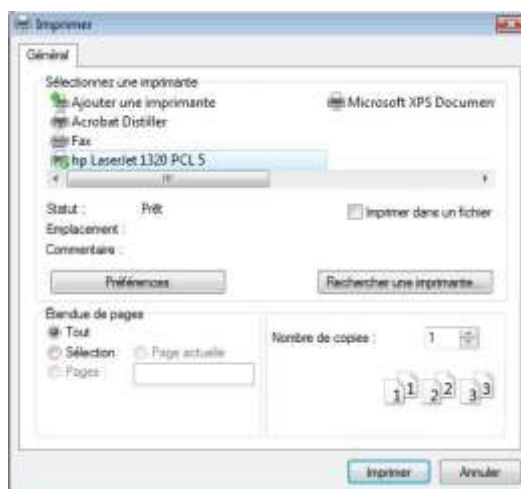 Imprimer
Général
Sélectionnez une imprimante
Ajouter une imprimante
Microsoft XPS Documen
Acrobat Distiller
Fax
hp LaserJet 1320 PCL 5
Statut : Prêt
Imprimer dans un fichier
Emplacement :
Commentaire :
Préférences
Rechercher une imprimante...
Étendue de pages
Tout
Sélection
Page actuelle
Pages :
Nombre de copies : 1
1 1 2 2 3 3
Imprimer
Annuler